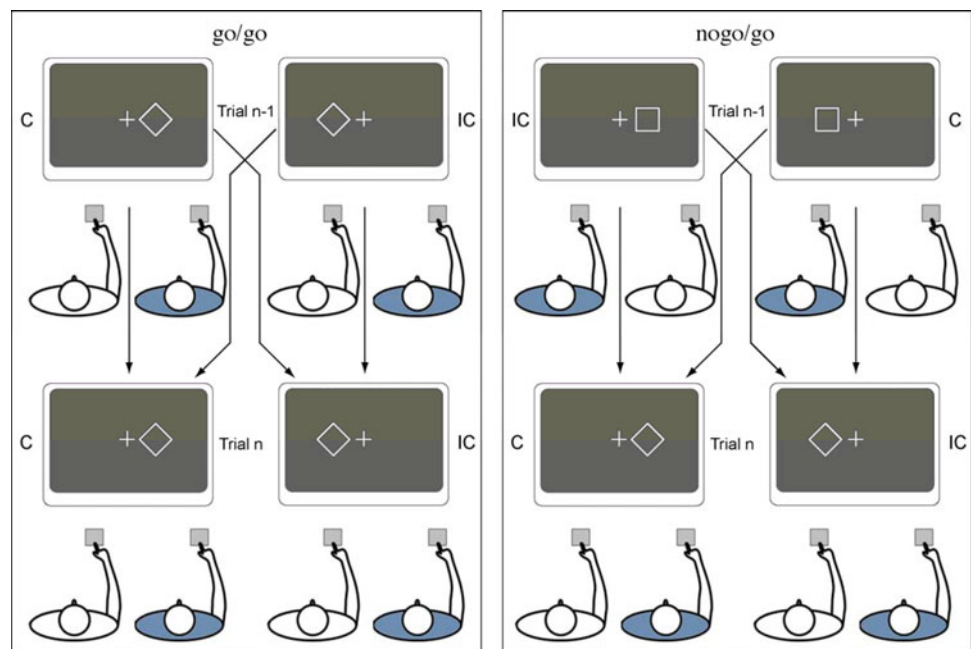 go/go
C Trial n-1 IC
C Trial n IC
nogo/go
IC Trial n-1 C
C Trial n IC